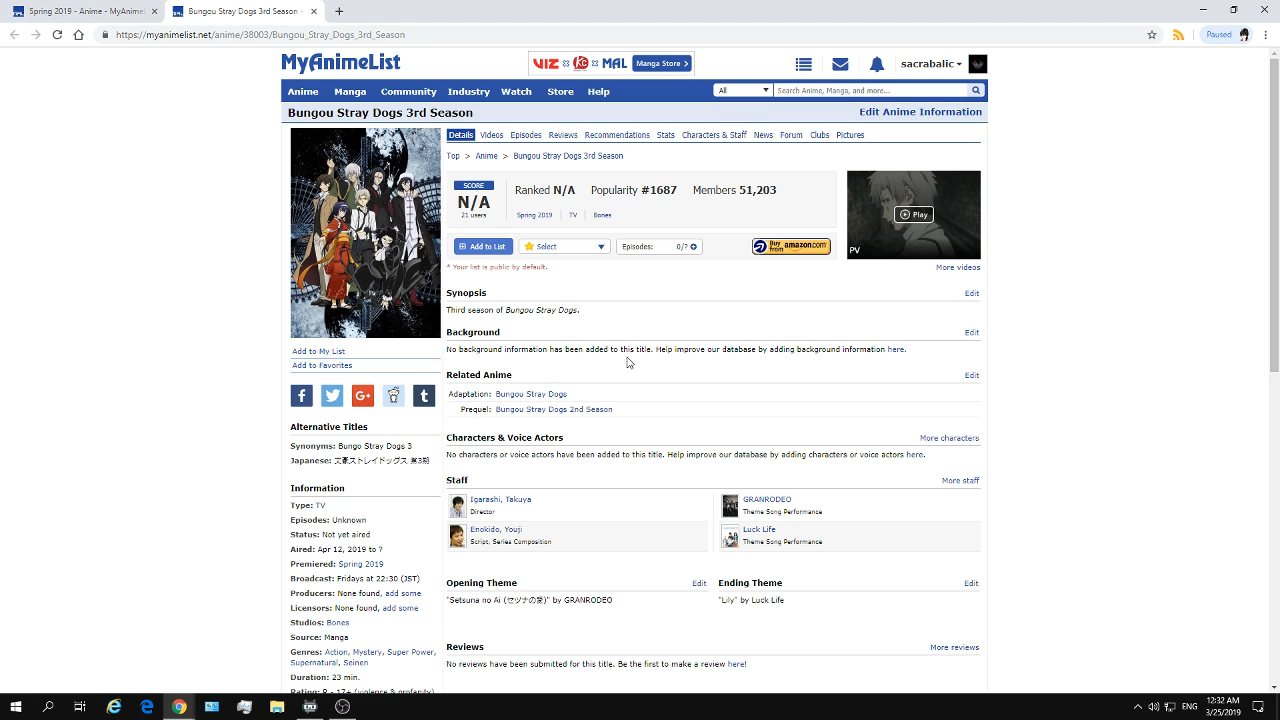 Spring 2019 - Anime - MyAnimeL
Bungou Stray Dogs 3rd Season -
https://myanimelist.net/anime/38003/Bungou_Stray_Dogs_3rd_Season
Paused
MyAnimeList
VIZ MAL Manga Store >
sacrabalic
Anime Manga Community Industry Watch Store Help
All
Search Anime, Manga, and more...
Bungou Stray Dogs 3rd Season
Edit Anime Information
Details Videos Episodes Reviews Recommendations Stats Characters & Staff News Forum Clubs Pictures
Top > Anime > Bungou Stray Dogs 3rd Season
SCORE
N/A
21 users
Ranked N/A Popularity #1687 Members 51,203
Spring 2019 | TV | Bones
Add to List
Select
Episodes: 0/?
Buy from amazon.com
* Your list is public by default.
Play
PV
More videos
Synopsis Edit
Third season of Bungou Stray Dogs.
Background Edit
No background information has been added to this title. Help improve our database by adding background information here.
Related Anime Edit
Adaptation: Bungou Stray Dogs
Prequel: Bungou Stray Dogs 2nd Season
Characters & Voice Actors More characters
No characters or voice actors have been added to this title. Help improve our database by adding characters or voice actors here.
Staff More staff
Igarashi, Takuya
Director
GRANRODEO
Theme Song Performance
Enokido, Youji
Script, Series Composition
Luck Life
Theme Song Performance
Opening Theme Edit
"Setsuna no Ai (セツナの愛)" by GRANRODEO
Ending Theme Edit
"Lily" by Luck Life
Reviews More reviews
No reviews have been submitted for this title. Be the first to make a review here!
Add to My List
Add to Favorites
Alternative Titles
Synonyms: Bungo Stray Dogs 3
Japanese: 文豪ストレイドッグス 第3期
Information
Type: TV
Episodes: Unknown
Status: Not yet aired
Aired: Apr 12, 2019 to ?
Premiered: Spring 2019
Broadcast: Fridays at 22:30 (JST)
Producers: None found, add some
Licensors: None found, add some
Studios: Bones
Source: Manga
Genres: Action, Mystery, Super Power,
Supernatural, Seinen
Duration: 23 min.
Rating: R - 17+ (violence & profanity)
ENG
12:32 AM
3/25/2019